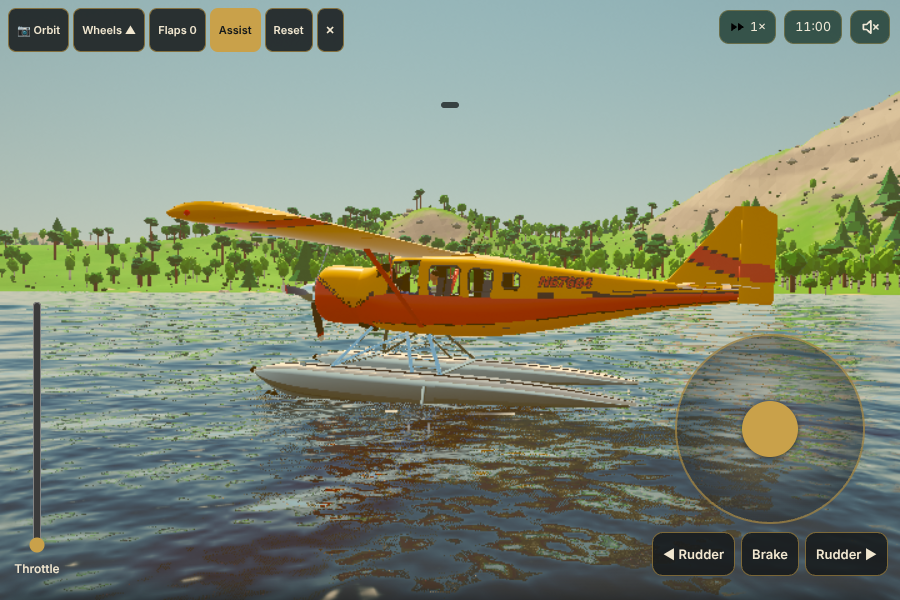 📷 Orbit
Wheels ▲
Flaps 0
Assist
Reset
×
▶▶ 1×
11:00
Throttle
◀ Rudder
Brake
Rudder ▶